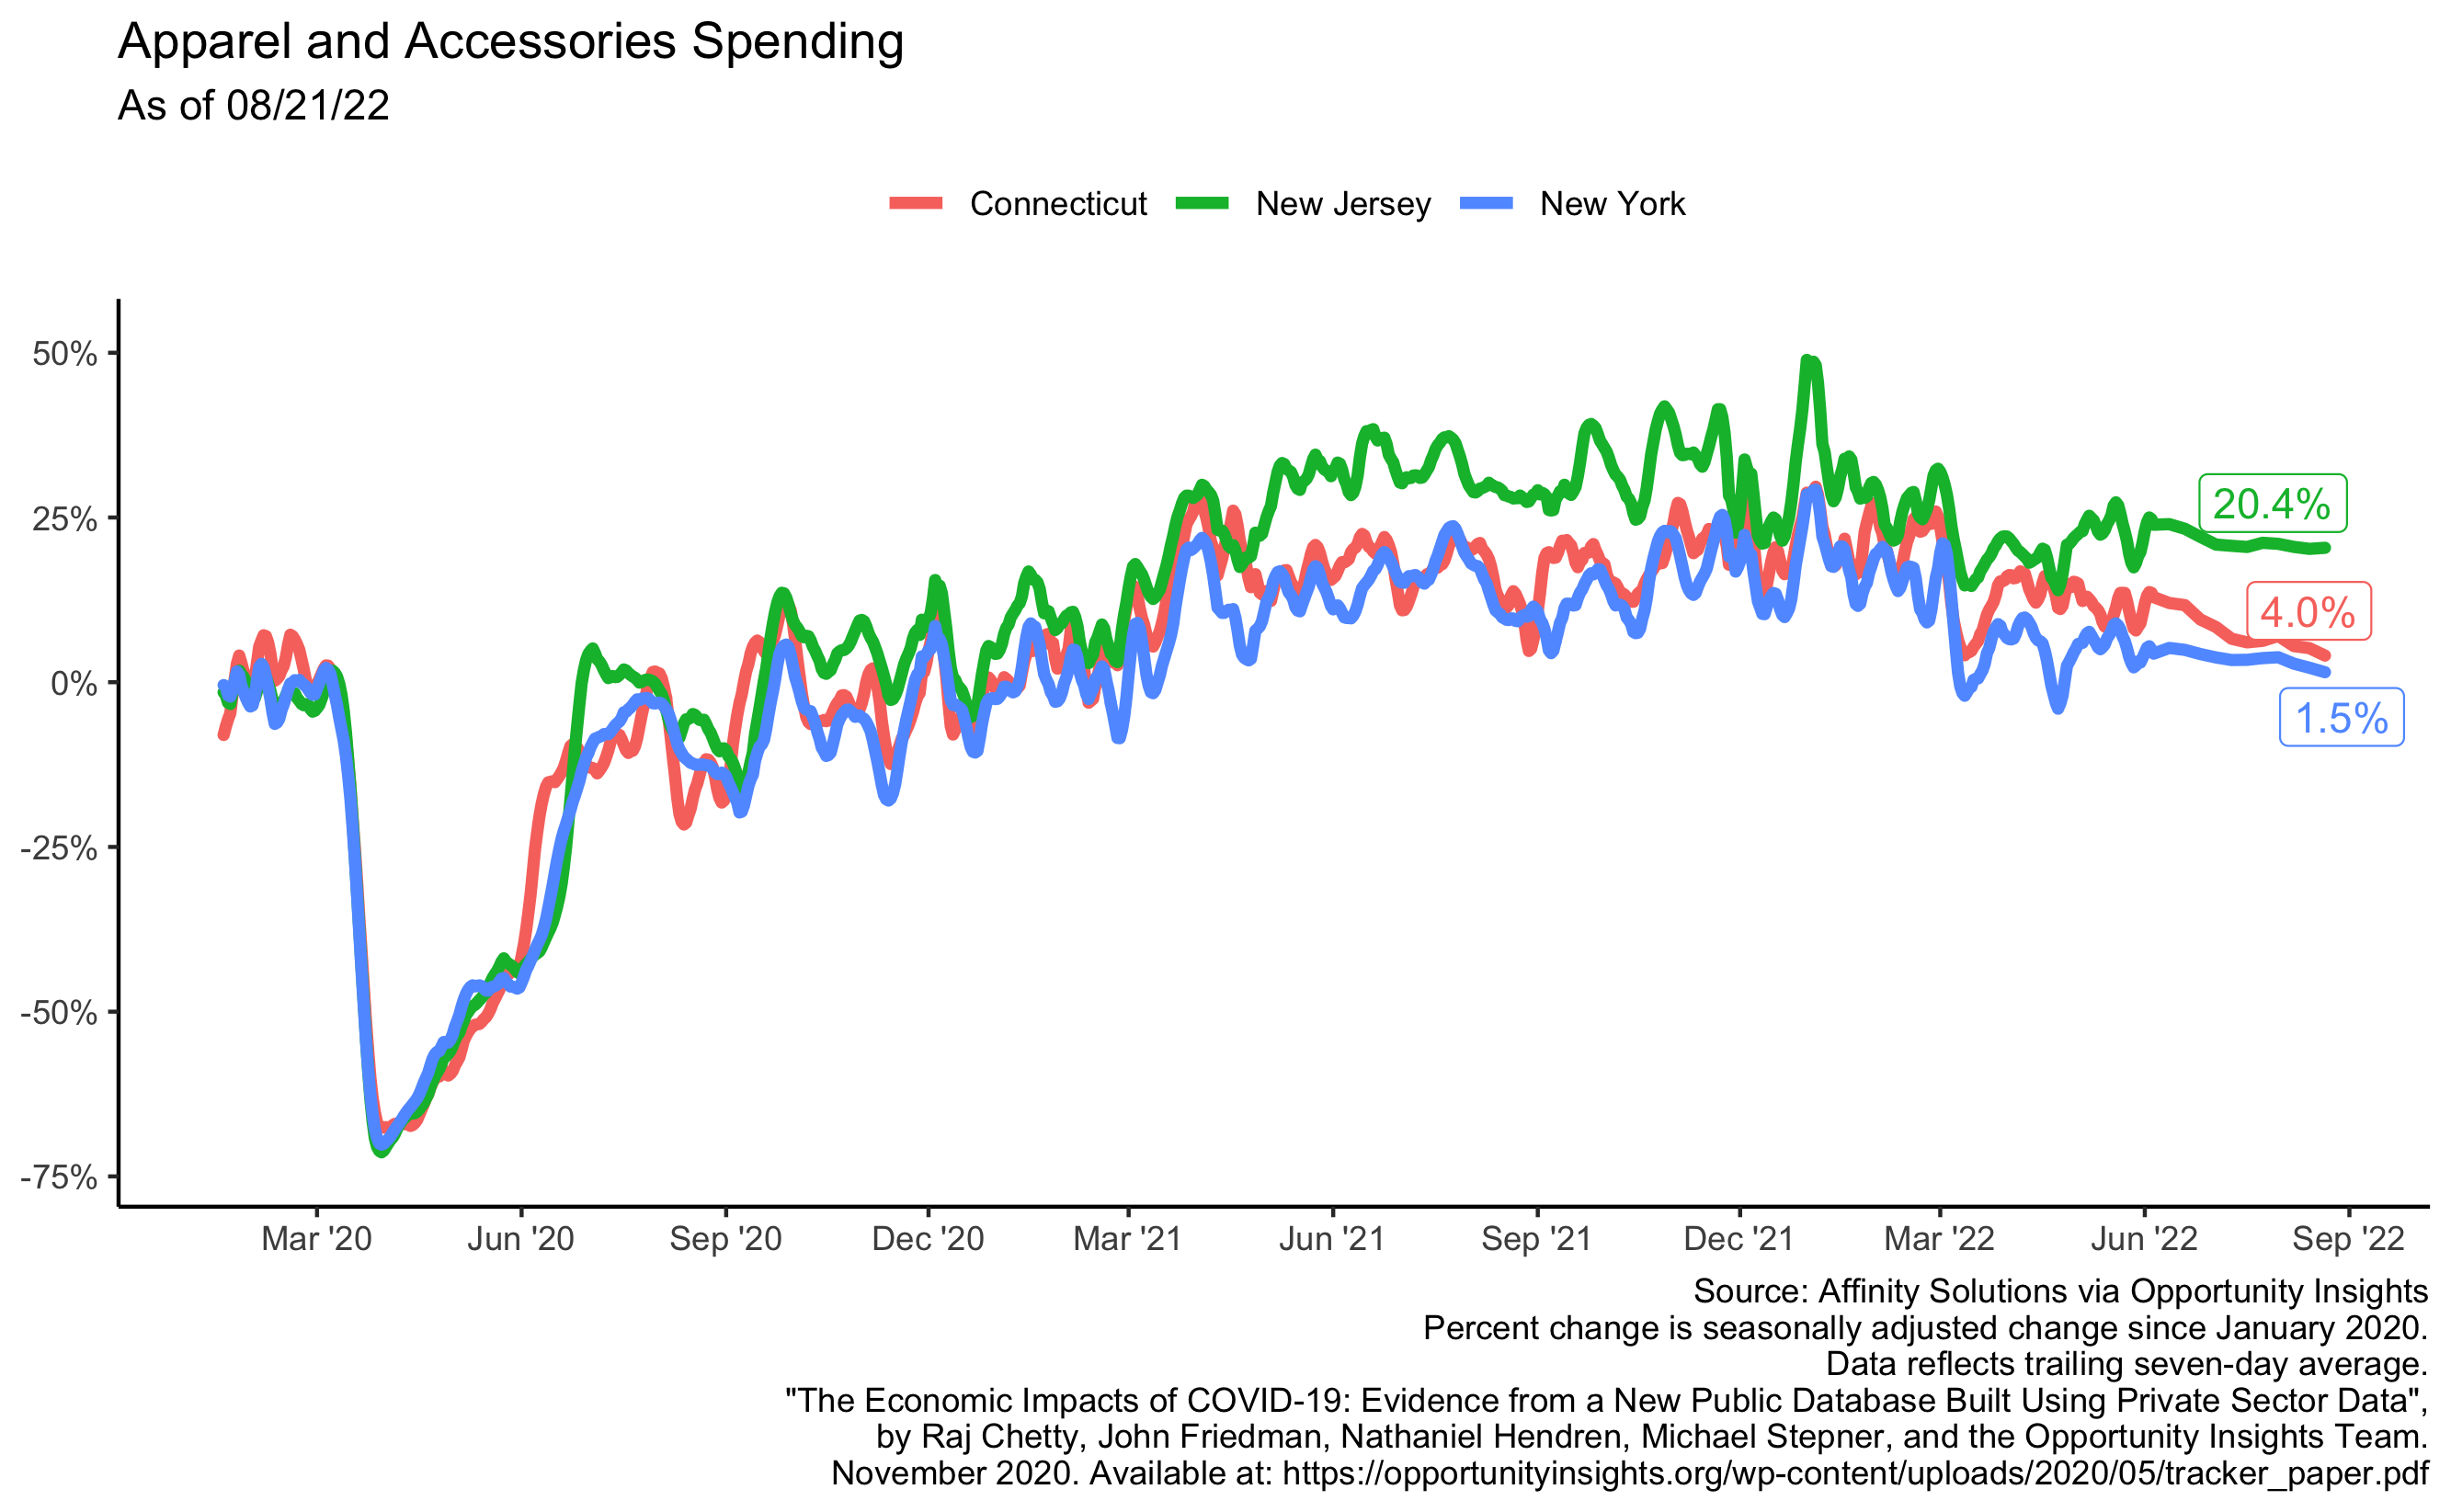 Apparel and Accessories Spending
As of 08/21/22
Connecticut New Jersey New York
50%
25%
0%
-25%
-50%
-75%
20.4%
4.0%
1.5%
Mar '20 Jun '20 Sep '20 Dec '20 Mar '21 Jun '21 Sep '21 Dec '21 Mar '22 Jun '22 Sep '22
Source: Affinity Solutions via Opportunity Insights
Percent change is seasonally adjusted change since January 2020.
Data reflects trailing seven-day average.
"The Economic Impacts of COVID-19: Evidence from a New Public Database Built Using Private Sector Data",
by Raj Chetty, John Friedman, Nathaniel Hendren, Michael Stepner, and the Opportunity Insights Team.
November 2020. Available at: https://opportunityinsights.org/wp-content/uploads/2020/05/tracker_paper.pdf